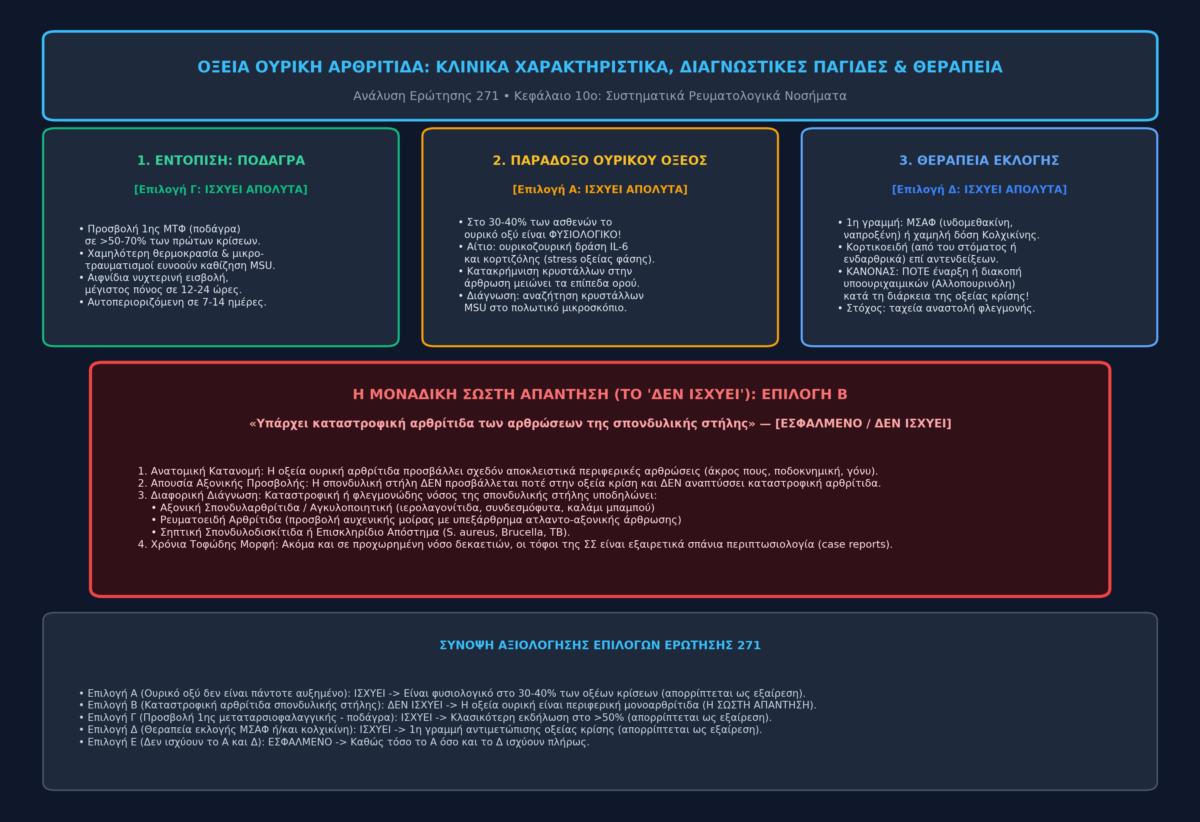 ΟΞΕΙΑ ΟΥΡΙΚΗ ΑΡΘΡΙΤΙΔΑ: ΚΛΙΝΙΚΑ ΧΑΡΑΚΤΗΡΙΣΤΙΚΑ, ΔΙΑΓΝΩΣΤΙΚΕΣ ΠΑΓΙΔΕΣ & ΘΕΡΑΠΕΙΑ
Ανάλυση Ερώτησης 271 • Κεφάλαιο 10ο: Συστηματικά Ρευματολογικά Νοσήματα
1. ΕΝΤΟΠΙΣΗ: ΠΟΔΑΓΡΑ
[Επιλογή Γ: ΙΣΧΥΕΙ ΑΠΟΛΥΤΑ]
• Προσβολή 1ης ΜΤΦ (ποδάγρα)
σε >50-70% των πρώτων κρίσεων.
• Χαμηλότερη θερμοκρασία & μικρο-
τραυματισμοί ευνοούν καθίζηση MSU.
• Αιφνίδια νυχτερινή εισβολή,
μέγιστος πόνος σε 12-24 ώρες.
• Αυτοπεριοριζόμενη σε 7-14 ημέρες.
2. ΠΑΡΑΔΟΞΟ ΟΥΡΙΚΟΥ ΟΞΕΟΣ
[Επιλογή Α: ΙΣΧΥΕΙ ΑΠΟΛΥΤΑ]
• Στο 30-40% των ασθενών το
ουρικό οξύ είναι ΦΥΣΙΟΛΟΓΙΚΟ!
• Αίτιο: ουρικοζουρική δράση IL-6
και κορτιζόλης (stress οξείας φάσης).
• Κατακρήμνιση κρυστάλλων στην
άρθρωση μειώνει τα επίπεδα ορού.
• Διάγνωση: αναζήτηση κρυστάλλων
MSU στο πολωτικό μικροσκόπιο.
3. ΘΕΡΑΠΕΙΑ ΕΚΛΟΓΗΣ
[Επιλογή Δ: ΙΣΧΥΕΙ ΑΠΟΛΥΤΑ]
• 1η γραμμή: ΜΣΑΦ (ινδομεθακίνη,
ναπροξένη) ή χαμηλή δόση Κολχικίνης.
• Κορτικοειδή (από του στόματος ή
ενδαρθρικά) επί αντενδείξεων.
• ΚΑΝΟΝΑΣ: ΠΟΤΕ έναρξη ή διακοπή
υποουριχαιμικών (Αλλοπουρινόλη)
κατά τη διάρκεια της οξείας κρίσης!
• Στόχος: ταχεία αναστολή φλεγμονής.
Η ΜΟΝΑΔΙΚΗ ΣΩΣΤΗ ΑΠΑΝΤΗΣΗ (ΤΟ 'ΔΕΝ ΙΣΧΥΕΙ'): ΕΠΙΛΟΓΗ Β
«Υπάρχει καταστροφική αρθρίτιδα των αρθρώσεων της σπονδυλικής στήλης» — [ΕΣΦΑΛΜΕΝΟ / ΔΕΝ ΙΣΧΥΕΙ]
1. Ανατομική Κατανομή: Η οξεία ουρική αρθρίτιδα προσβάλλει σχεδόν αποκλειστικά περιφερικές αρθρώσεις (άκρος πους, ποδοκνημική, γόνυ).
2. Απουσία Αξονικής Προσβολής: Η σπονδυλική στήλη ΔΕΝ προσβάλλεται ποτέ στην οξεία κρίση και ΔΕΝ αναπτύσσει καταστροφική αρθρίτιδα.
3. Διαφορική Διάγνωση: Καταστροφική ή φλεγμονώδης νόσος της σπονδυλικής στήλης υποδηλώνει:
• Αξονική Σπονδυλαρθρίτιδα / Αγκυλοποιητική (ιερολαγονίτιδα, συνδεσμόφυτα, καλάμι μπαμπού)
• Ρευματοειδή Αρθρίτιδα (προσβολή αυχενικής μοίρας με υπεξάρθρημα ατλαντο-αξονικής άρθρωσης)
• Σηπτική Σπονδυλοδισκίτιδα ή Επισκληρίδιο Απόστημα (S. aureus, Brucella, TB).
4. Χρόνια Τοφώδης Μορφή: Ακόμα και σε προχωρημένη νόσο δεκαετιών, οι τόφοι της ΣΣ είναι εξαιρετικά σπάνια περιπτωσιολογία (case reports).
ΣΥΝΟΨΗ ΑΞΙΟΛΟΓΗΣΗΣ ΕΠΙΛΟΓΩΝ ΕΡΩΤΗΣΗΣ 271
• Επιλογή Α (Ουρικό οξύ δεν είναι πάντοτε αυξημένο): ΙΣΧΥΕΙ -> Είναι φυσιολογικό στο 30-40% των οξέων κρίσεων (απορρίπτεται ως εξαίρεση).
• Επιλογή Β (Καταστροφική αρθρίτιδα σπονδυλικής στήλης): ΔΕΝ ΙΣΧΥΕΙ -> Η οξεία ουρική είναι περιφερική μονοαρθρίτιδα (Η ΣΩΣΤΗ ΑΠΑΝΤΗΣΗ).
• Επιλογή Γ (Προσβολή 1ης μεταταρσιοφαλαγγικής - ποδάγρα): ΙΣΧΥΕΙ -> Κλασικότερη εκδήλωση στο >50% (απορρίπτεται ως εξαίρεση).
• Επιλογή Δ (Θεραπεία εκλογής ΜΣΑΦ ή/και κολχικίνη): ΙΣΧΥΕΙ -> 1η γραμμή αντιμετώπισης οξείας κρίσης (απορρίπτεται ως εξαίρεση).
• Επιλογή Ε (Δεν ισχύουν το Α και Δ): ΕΣΦΑΛΜΕΝΟ -> Καθώς τόσο το Α όσο και το Δ ισχύουν πλήρως.